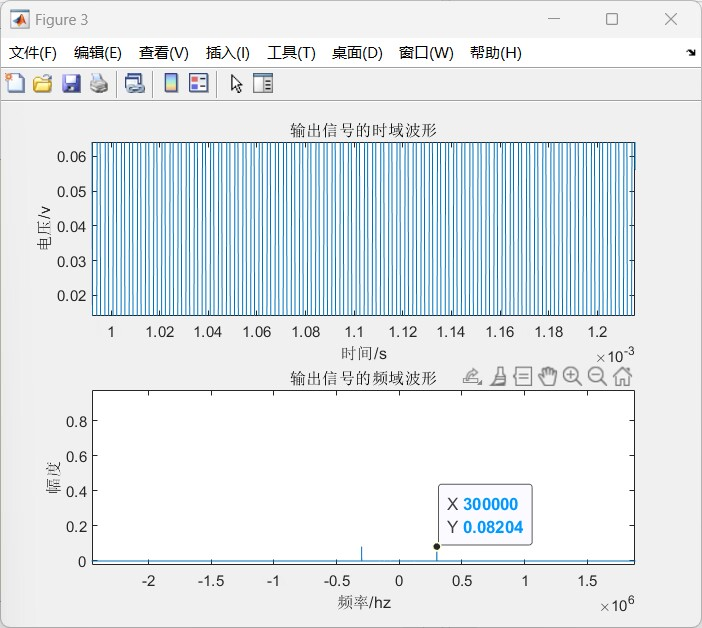 Figure 3
文件(F) 编辑(E) 查看(V) 插入(I) 工具(T) 桌面(D) 窗口(W) 帮助(H)
输出信号的时域波形
电压/v
0.06
0.05
0.04
0.03
0.02
1 1.02 1.04 1.06 1.08 1.1 1.12 1.14 1.16 1.18 1.2
时间/s
×10-3
输出信号的频域波形
幅度
0.8
0.6
0.4
0.2
0
X 300000
Y 0.08204
-2 -1.5 -1 -0.5 0 0.5 1 1.5
频率/hz
×106